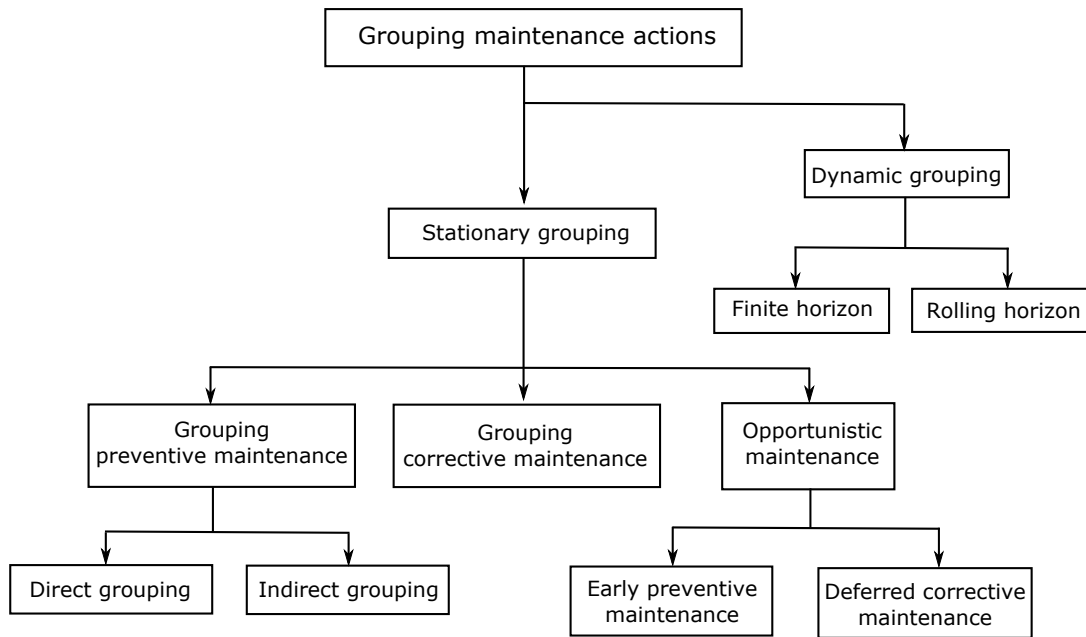 Grouping maintenance actions
Dynamic grouping
Stationary grouping
Finite horizon
Rolling horizon
Grouping
preventive maintenance
Grouping
corrective maintenance
Opportunistic
maintenance
Direct grouping
Indirect grouping
Early preventive
maintenance
Deferred corrective
maintenance